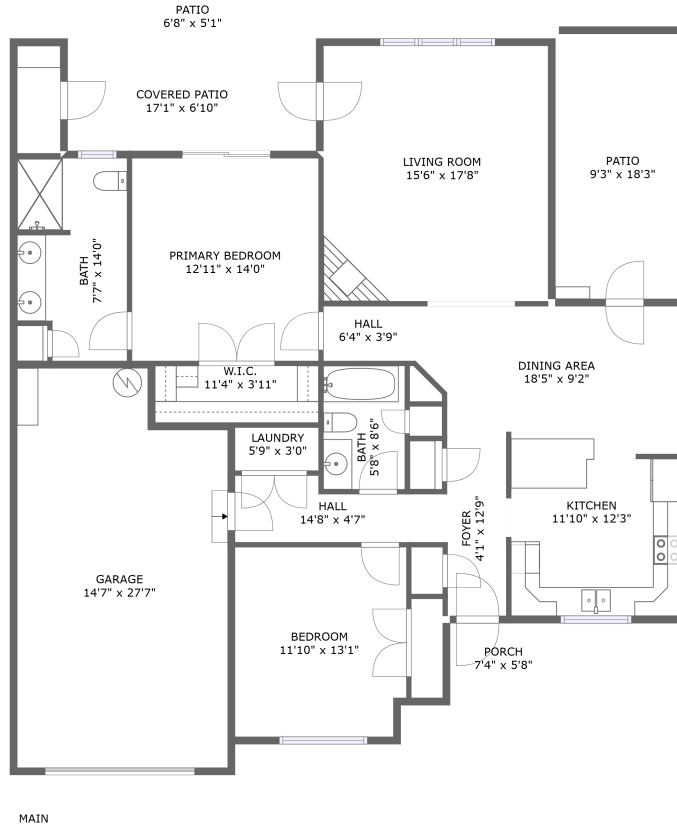 PATIO
6'8" x 5'1"
COVERED PATIO
17'1" x 6'10"
LIVING ROOM
15'6" x 17'8"
PATIO
9'3" x 18'3"
PRIMARY BEDROOM
12'11" x 14'0"
BATH
7'7" x 14'0"
HALL
6'4" x 3'9"
W.I.C.
11'4" x 3'11"
DINING AREA
18'5" x 9'2"
LAUNDRY
5'9" x 3'0"
BATH
5'8" x 8'6"
HALL
14'8" x 4'7"
FOYER
4'1" x 12'9"
KITCHEN
11'10" x 12'3"
GARAGE
14'7" x 27'7"
BEDROOM
11'10" x 13'1"
PORCH
7'4" x 5'8"
MAIN